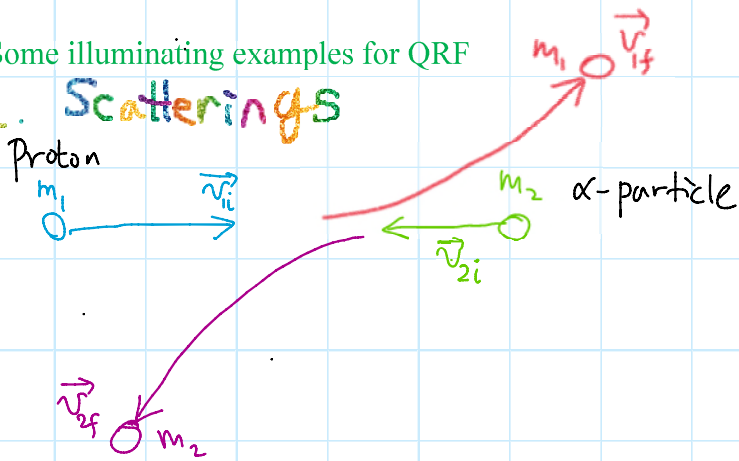 Some illuminating examples for QRF
Scatterings
Proton
m₁ v⃗₁ᵢ
m₁ v⃗₁f
m₂ α-particle
v⃗₂ᵢ
v⃗₂f m₂